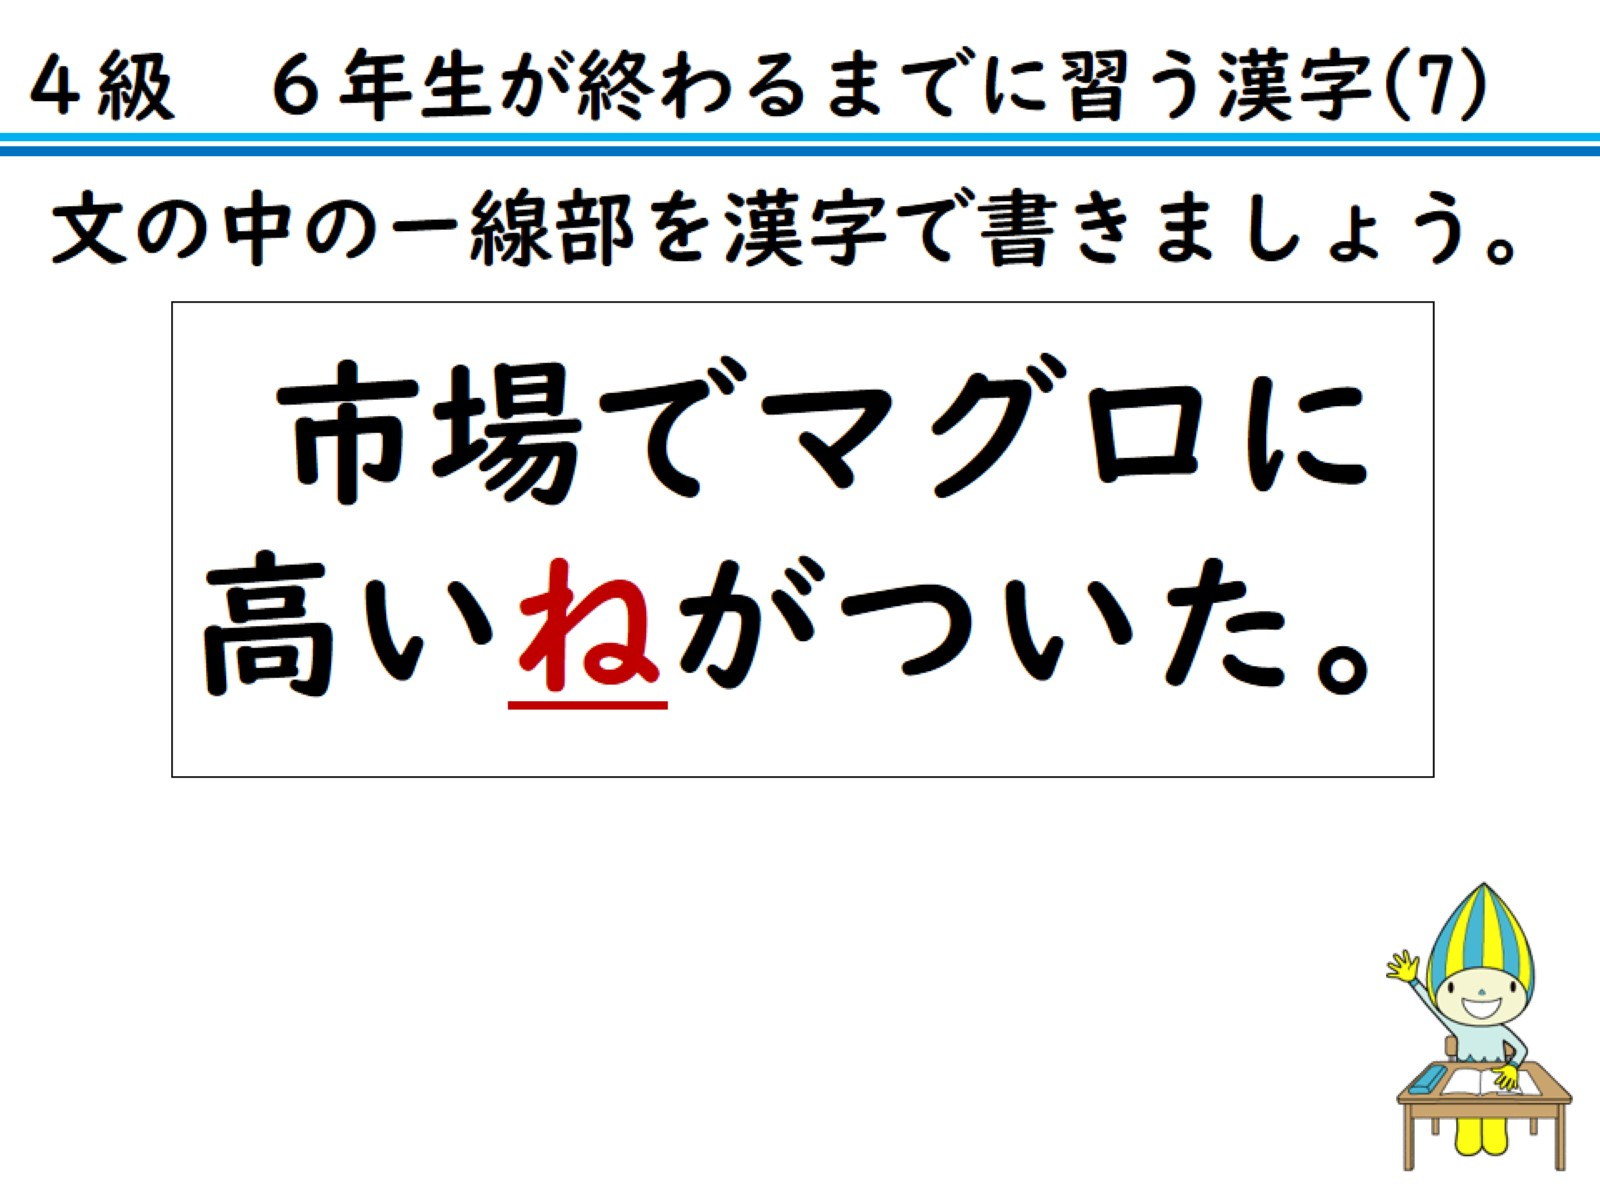 ４級　６年生が終わるまでに習う漢字(7)
文の中の一線部を漢字で書きましょう。
市場でマグロに
高いねがついた。